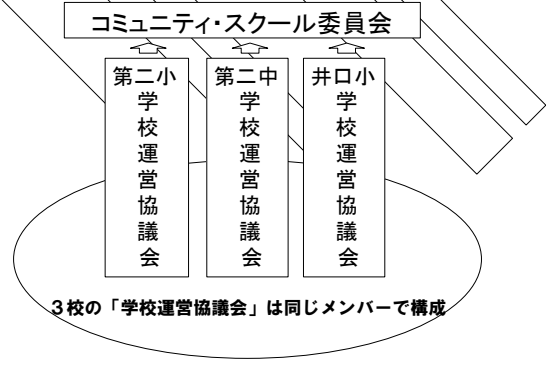 コミュニティ・スクール委員会
第二小学校運営協議会
第二中学校運営協議会
井口小学校運営協議会
３校の「学校運営協議会」は同じメンバーで構成